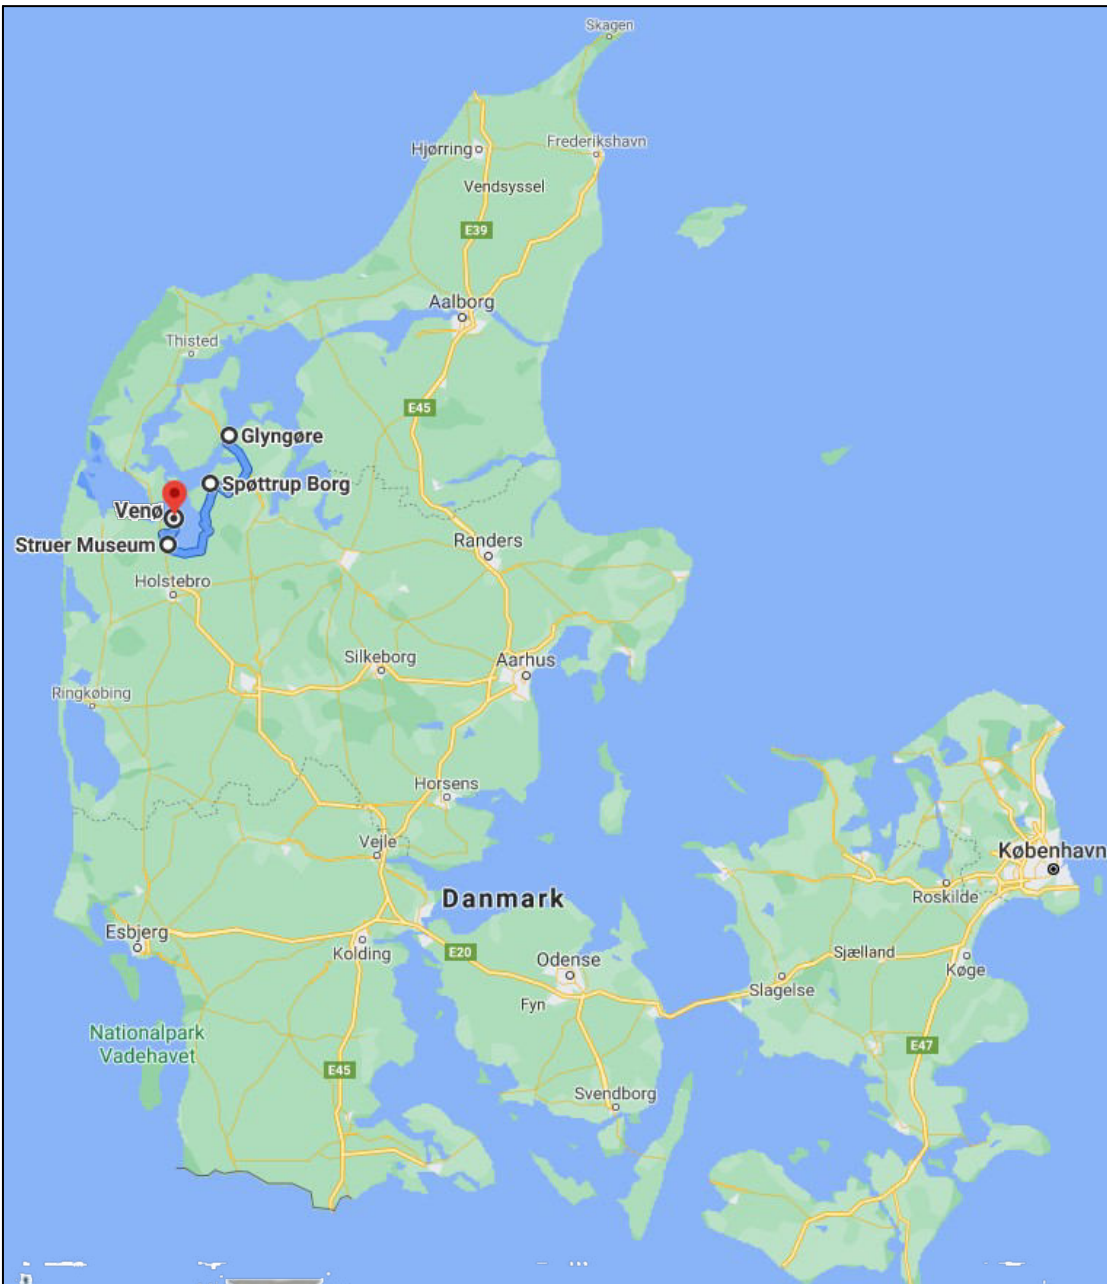 Skagen
Hjørring
Frederikshavn
Vendsyssel
E39
Aalborg
Thisted
E45
Glyngøre
Spøttrup Borg
Venø
Struer Museum
Randers
Holstebro
Silkeborg
Aarhus
Ringkøbing
Horsens
Vejle
København
Danmark
Roskilde
Esbjerg
Kolding
E20
Odense
Sjælland
Køge
Slagelse
Fyn
Nationalpark
Vadehavet
E47
E45
Svendborg